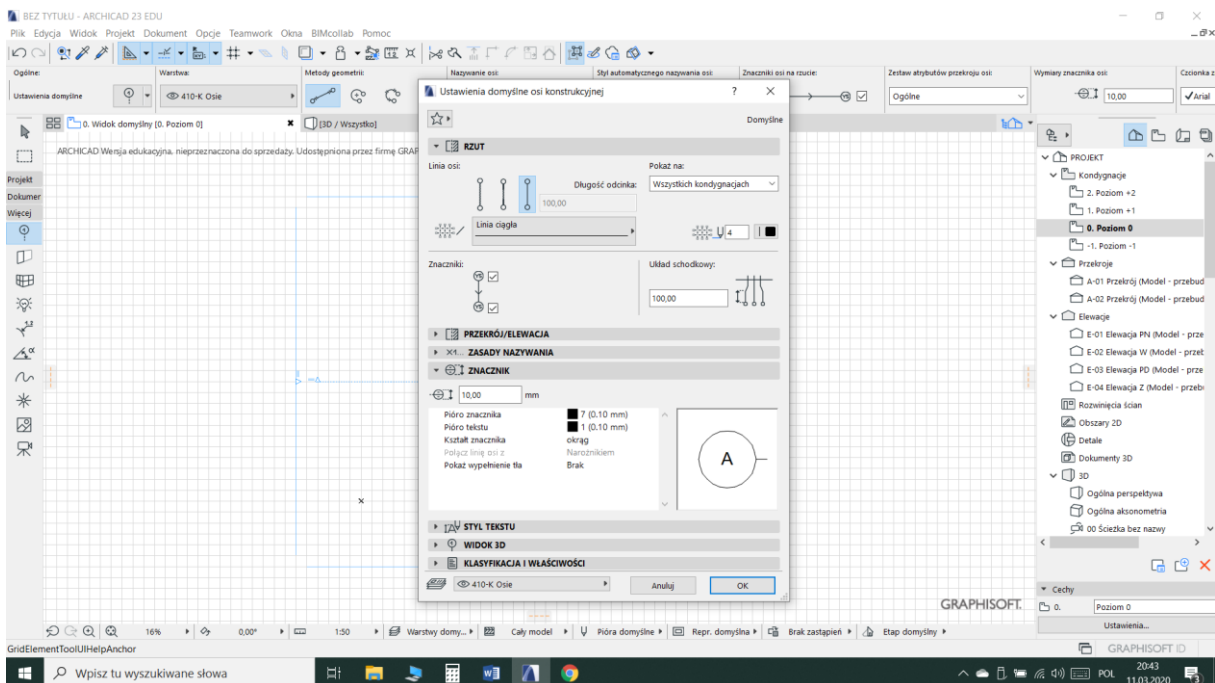 BEZ TYTUŁU - ARCHICAD 23 EDU
Plik Edycja Widok Projekt Dokument Opcje Teamwork Okna BIMcollab Pomoc
Ogólne: Warstwa: Metody geometrii: Nazywanie osi: Styl automatycznego nazywania osi: Znaczniki osi na rzucie: Zestaw atrybutów przekroju osi: Wymiary znacznika osi: Czcionka z
Ustawienia domyślne 410-K Osie Ogólne 10,00 Arial
0. Widok domyślny [0. Poziom 0] [3D / Wszystko]
ARCHICAD Wersja edukacyjna, nieprzeznaczona do sprzedaży. Udostępniona przez firmę GRAF
Projekt
Dokumer
Więcej
Ustawienia domyślne osi konstrukcyjnej ? ×
Domyślne
RZUT
Linia osi: Pokaż na:
Długość odcinka: Wszystkich kondygnacjach
100,00
Linia ciągła 4
Znaczniki: Układ schodkowy:
100,00
PRZEKRÓJ/ELEWACJA
ZASADY NAZYWANIA
ZNACZNIK
10,00 mm
Pióro znacznika 7 (0.10 mm)
Pióro tekstu 1 (0.10 mm)
Kształt znacznika okrąg
Połącz linię osi z Narożnikiem
Pokaż wypełnienie tła Brak
A
STYL TEKSTU
WIDOK 3D
KLASYFIKACJA I WŁAŚCIWOŚCI
410-K Osie Anuluj OK
PROJEKT
Kondygnacje
2. Poziom +2
1. Poziom +1
0. Poziom 0
-1. Poziom -1
Przekroje
A-01 Przekrój (Model - przebud
A-02 Przekrój (Model - przebud
Elewacje
E-01 Elewacja PN (Model - prze
E-02 Elewacja W (Model - przeb
E-03 Elewacja PD (Model - prze
E-04 Elewacja Z (Model - przebu
Rozwinięcia ścian
Obszary 2D
Detale
Dokumenty 3D
3D
Ogólna perspektywa
Ogólna aksonometria
00 Ścieżka bez nazwy
Cechy
0. Poziom 0
Ustawienia...
GRAPHISOFT.
16% 0,00° 1:50 Warstwy domy... Cały model Pióra domyślne Repr. domyślna Brak zastąpień Etap domyślny
GridElementToolUIHelpAnchor GRAPHISOFT ID
Wpisz tu wyszukiwane słowa POL 20:43
11.03.2020